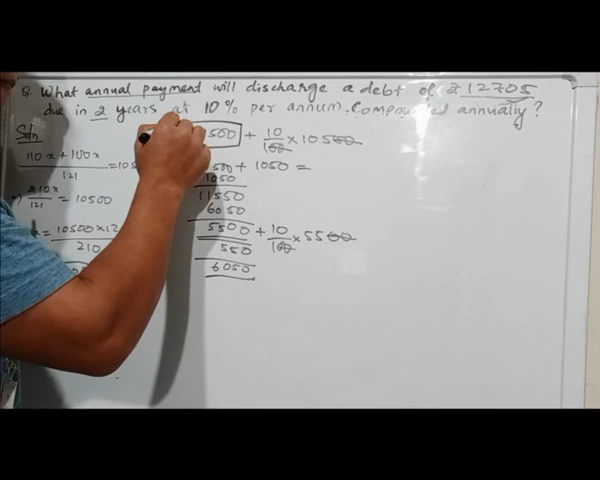 Q. What annual payment will discharge a debt of ₹12705
due in 2 years at 10% per annum. Compounded annually?
Soln
110x + 100x / 121 = 105
⇒ 210x / 121 = 10500
= 10500×12 / 210
500 + 10/100 × 10500
500 + 1050 =
1050
11550
6050
5500 + 10/100 × 5500
550
6050